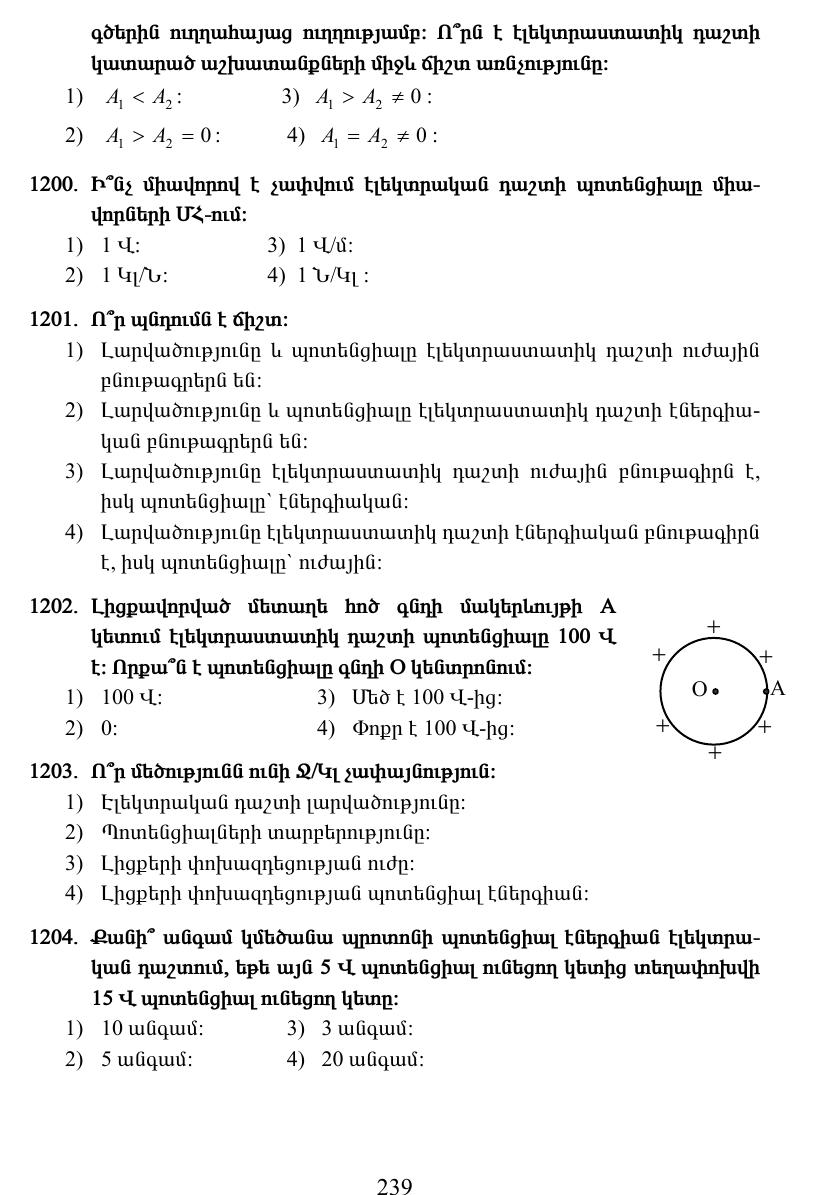 գծերին ուղղահայաց ուղղությամբ: Ո՞րն է էլեկտրաստատիկ դաշտի
կատարած աշխատանքների միջև ճիշտ առնչությունը:
1) A₁ < A₂ : 3) A₁ > A₂ ≠ 0 :
2) A₁ > A₂ = 0 : 4) A₁ = A₂ ≠ 0 :
1200. Ի՞նչ միավորով է չափվում էլեկտրական դաշտի պոտենցիալը միա-
վորների ՄՀ-ում:
1) 1 Վ: 3) 1 Վ/մ:
2) 1 Կլ/Ն: 4) 1 Ն/Կլ :
1201. Ո՞ր պնդումն է ճիշտ:
1) Լարվածությունը և պոտենցիալը էլեկտրաստատիկ դաշտի ուժային
բնութագրերն են:
2) Լարվածությունը և պոտենցիալը էլեկտրաստատիկ դաշտի էներգիա-
կան բնութագրերն են:
3) Լարվածությունը էլեկտրաստատիկ դաշտի ուժային բնութագիրն է,
իսկ պոտենցիալը` էներգիական:
4) Լարվածությունը էլեկտրաստատիկ դաշտի էներգիական բնութագիրն
է, իսկ պոտենցիալը` ուժային:
1202. Լիցքավորված մետաղե հոծ գնդի մակերևույթի A
կետում էլեկտրաստատիկ դաշտի պոտենցիալը 100 Վ
է: Որքա՞ն է պոտենցիալը գնդի O կենտրոնում:
1) 100 Վ: 3) Մեծ է 100 Վ-ից:
2) 0: 4) Փոքր է 100 Վ-ից:
+
+ +
O A
+ +
+
1203. Ո՞ր մեծությունն ունի Ջ/Կլ չափայնություն:
1) Էլեկտրական դաշտի լարվածությունը:
2) Պոտենցիալների տարբերությունը:
3) Լիցքերի փոխազդեցության ուժը:
4) Լիցքերի փոխազդեցության պոտենցիալ էներգիան:
1204. Քանի՞ անգամ կմեծանա պրոտոնի պոտենցիալ էներգիան էլեկտրա-
կան դաշտում, եթե այն 5 Վ պոտենցիալ ունեցող կետից տեղափոխվի
15 Վ պոտենցիալ ունեցող կետը:
1) 10 անգամ: 3) 3 անգամ:
2) 5 անգամ: 4) 20 անգամ:
239